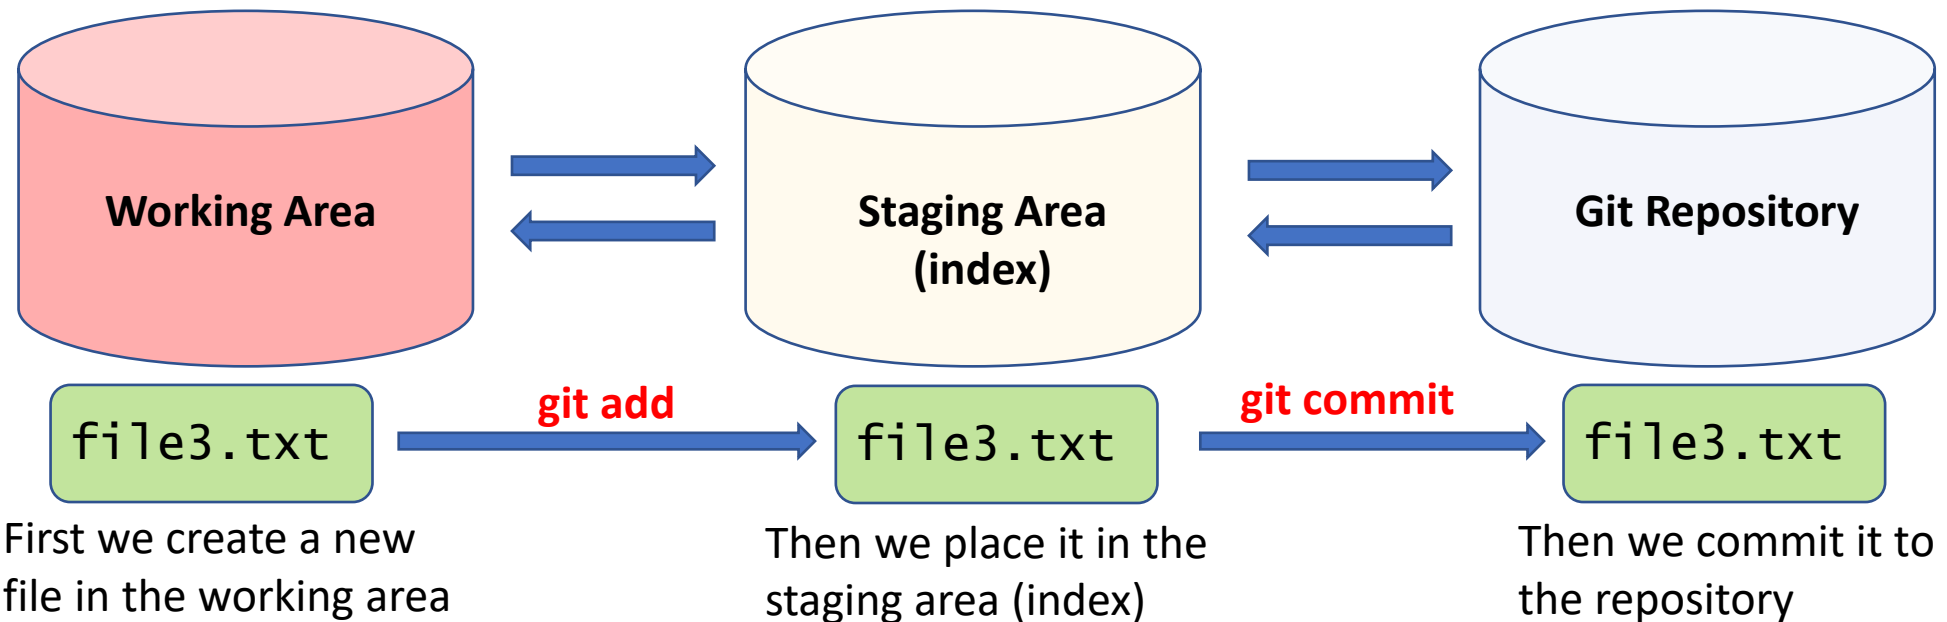 Working Area
Staging Area
(index)
Git Repository
git add
git commit
file3.txt
file3.txt
file3.txt
First we create a new
file in the working area
Then we place it in the
staging area (index)
Then we commit it to
the repository